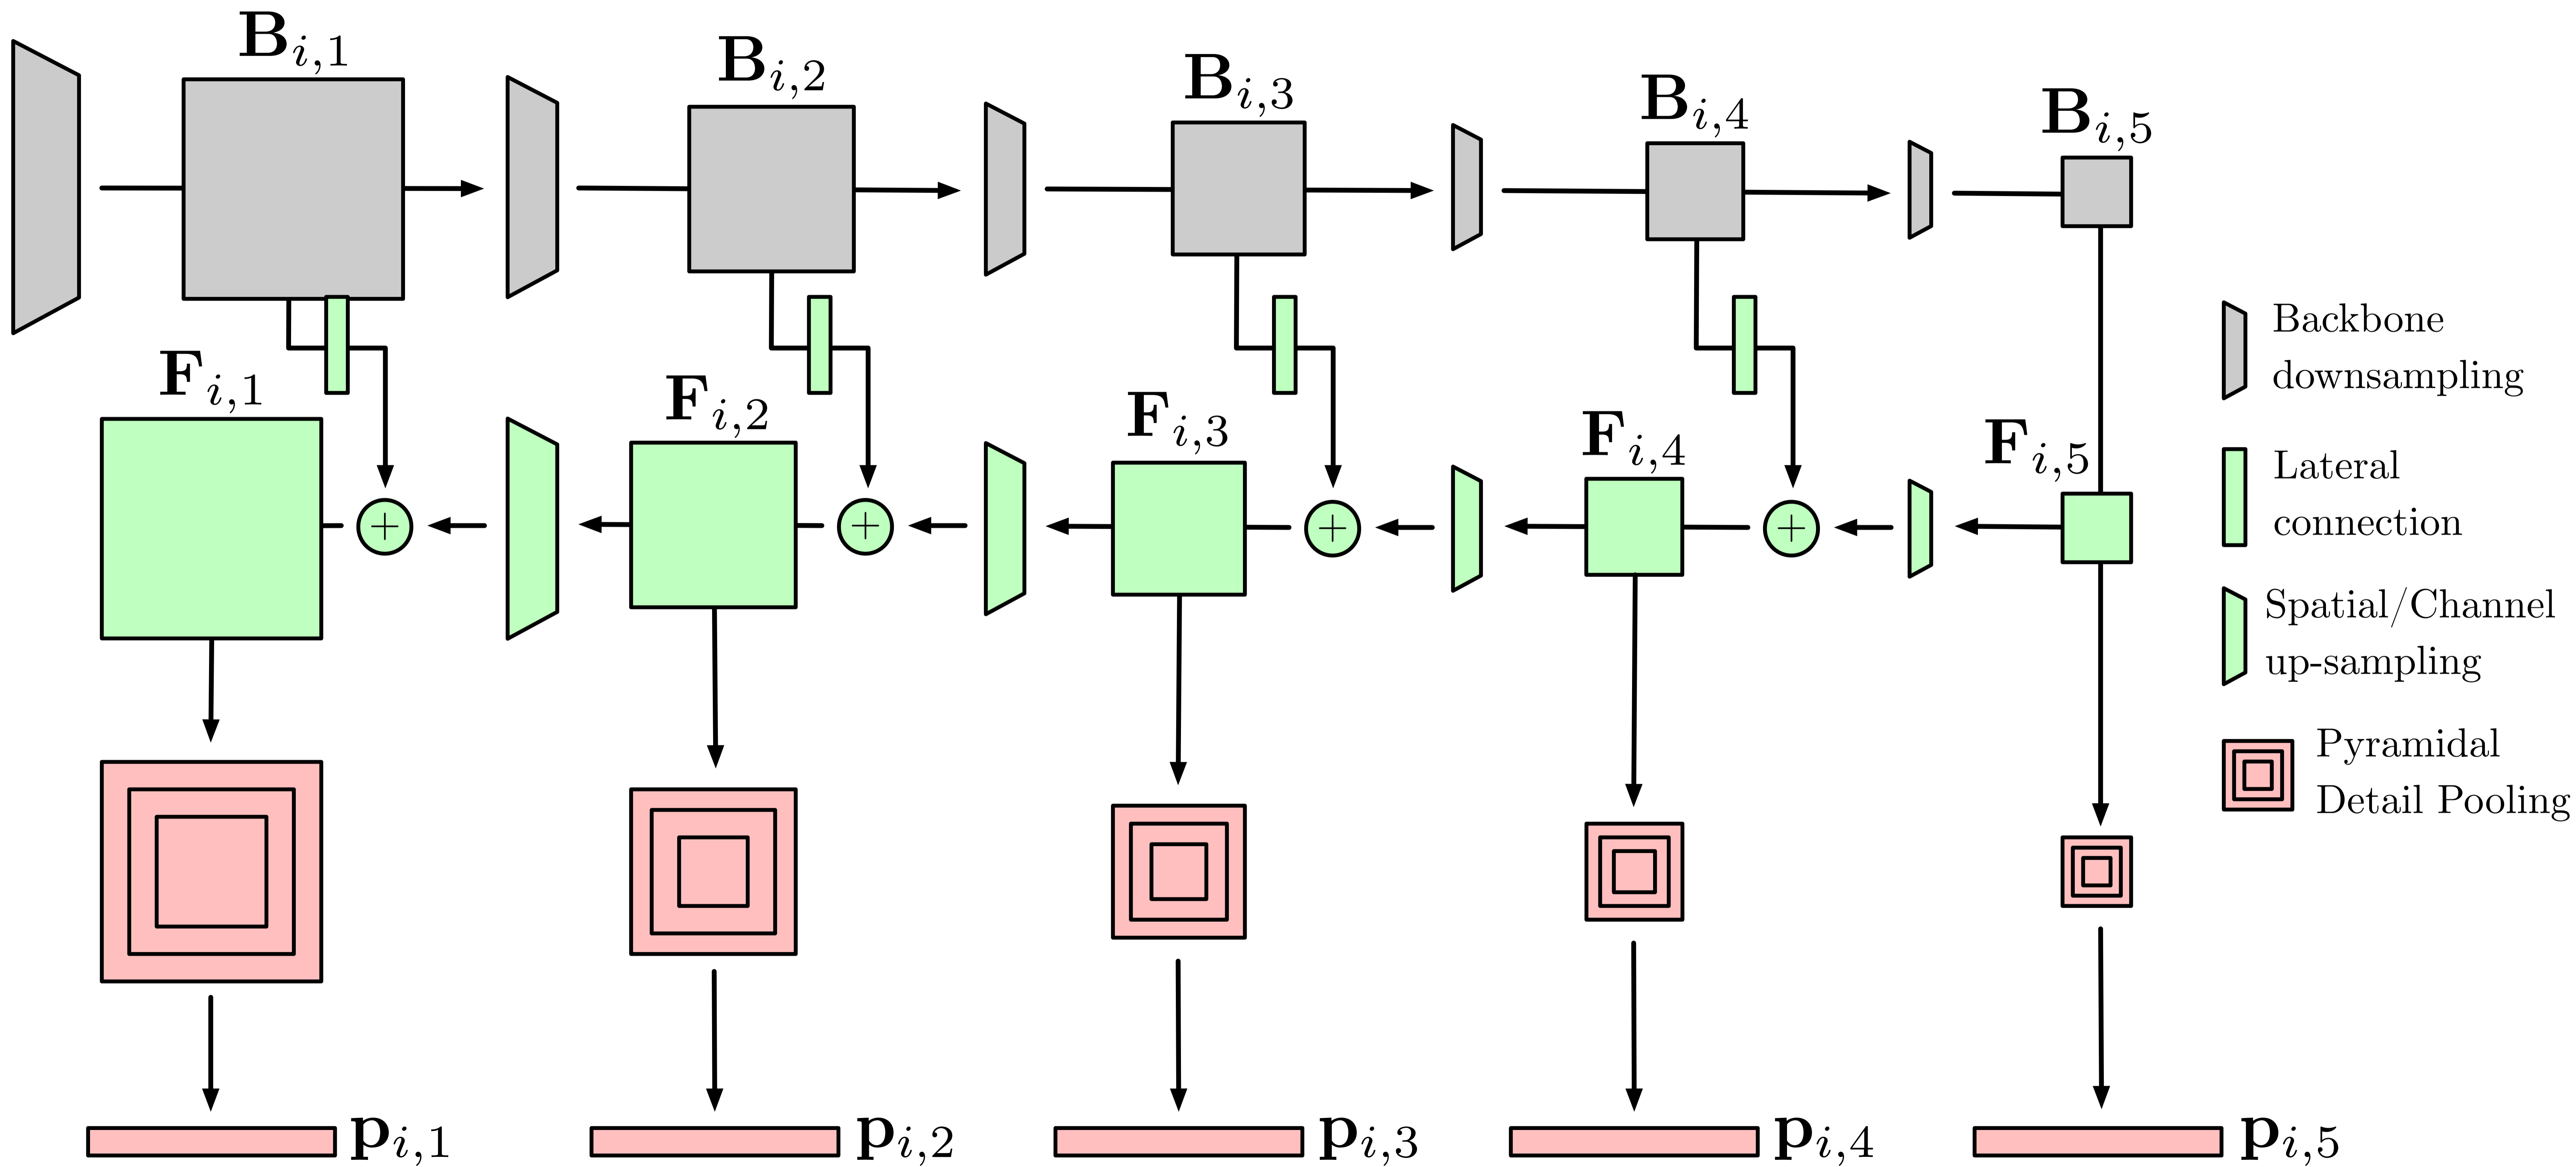 B_{i,1}
B_{i,2}
B_{i,3}
B_{i,4}
B_{i,5}
F_{i,1}
F_{i,2}
F_{i,3}
F_{i,4}
F_{i,5}
+
+
+
+
Backbone
downsampling
Lateral
connection
Spatial/Channel
up-sampling
Pyramidal
Detail Pooling
p_{i,1}
p_{i,2}
p_{i,3}
p_{i,4}
p_{i,5}